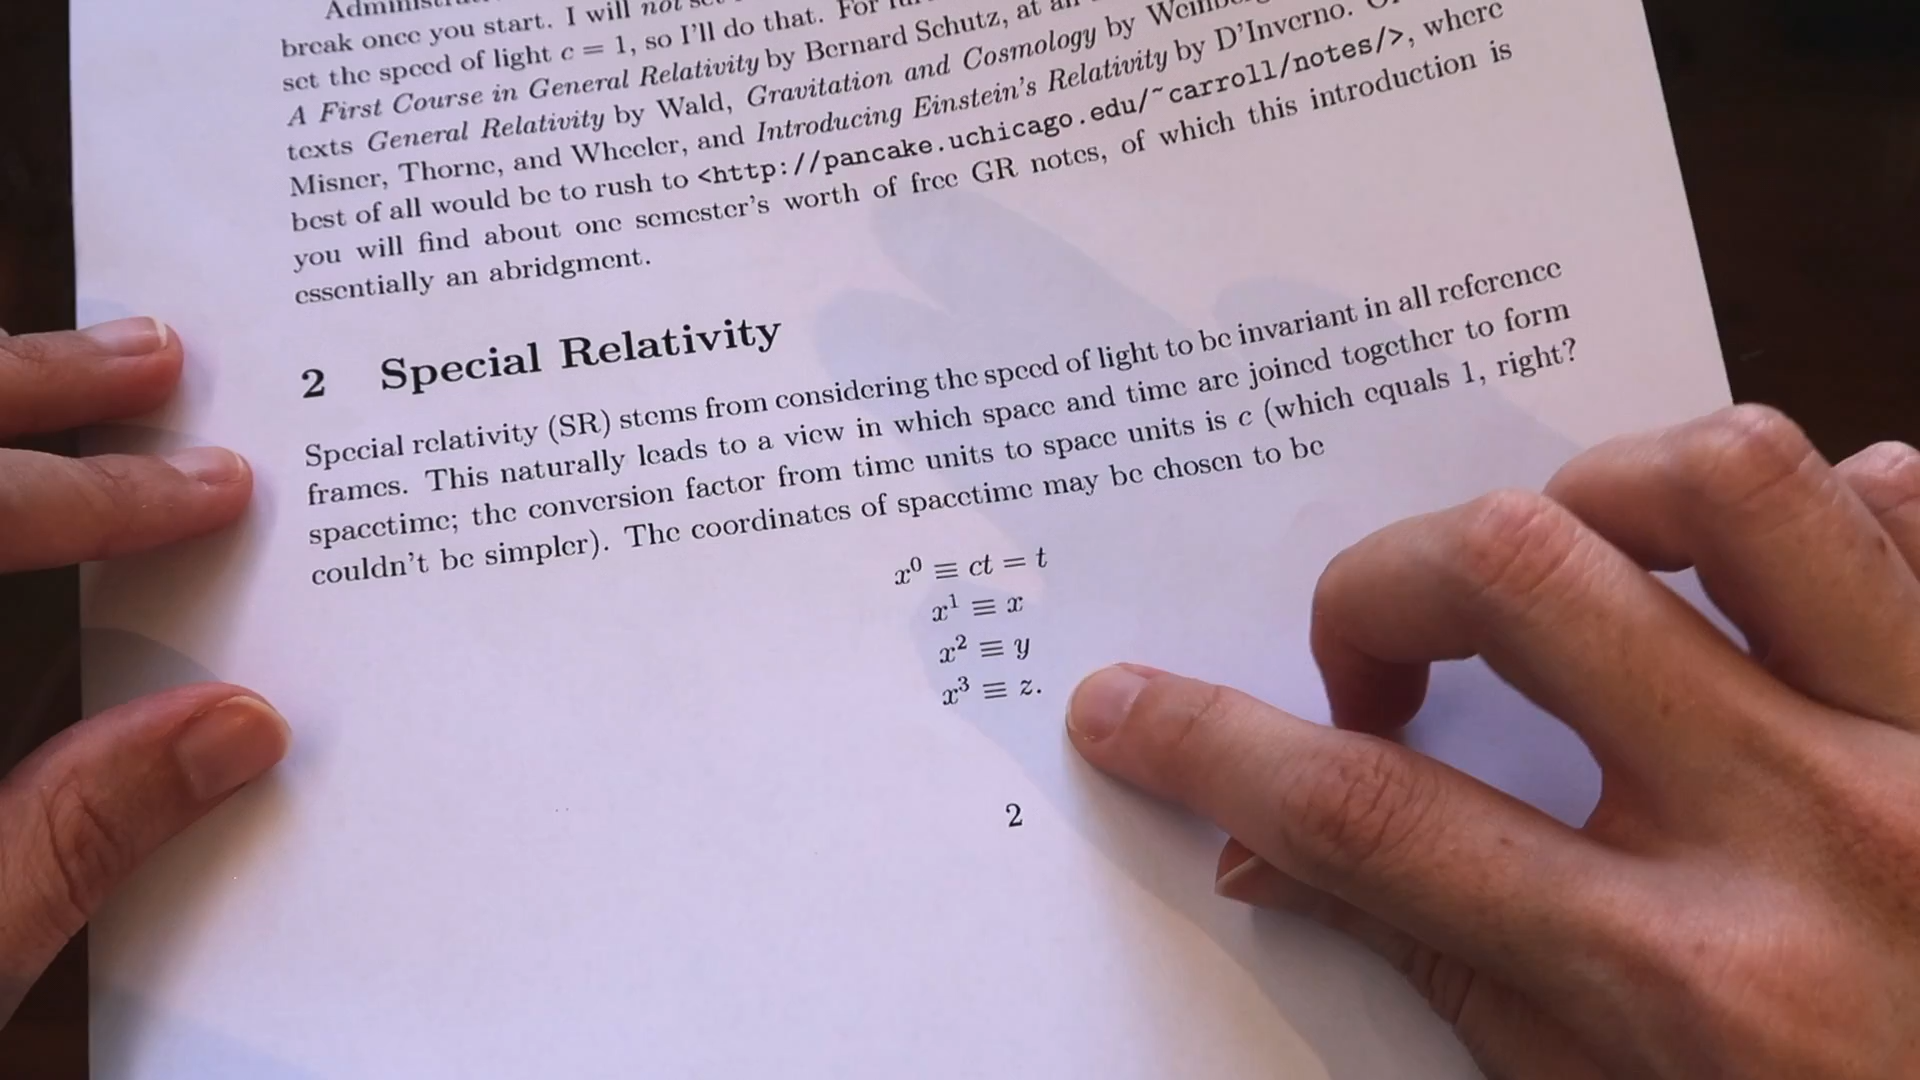 break once you start. I will not
set the speed of light c = 1, so I'll do that. For
A First Course in General Relativity by Bernard Schutz, at
texts General Relativity by Wald, Gravitation and Cosmology by
Misner, Thorne, and Wheeler, and Introducing Einstein's Relativity by D'Inverno.
best of all would be to rush to <http://pancake.uchicago.edu/~carroll/notes/>, where
you will find about one semester's worth of free GR notes, of which this introduction is
essentially an abridgment.
2 Special Relativity
Special relativity (SR) stems from considering the speed of light to be invariant in all reference
frames. This naturally leads to a view in which space and time are joined together to form
spacetime; the conversion factor from time units to space units is c (which equals 1, right?
couldn't be simpler). The coordinates of spacetime may be chosen to be
x⁰ ≡ ct = t
x¹ ≡ x
x² ≡ y
x³ ≡ z.
2